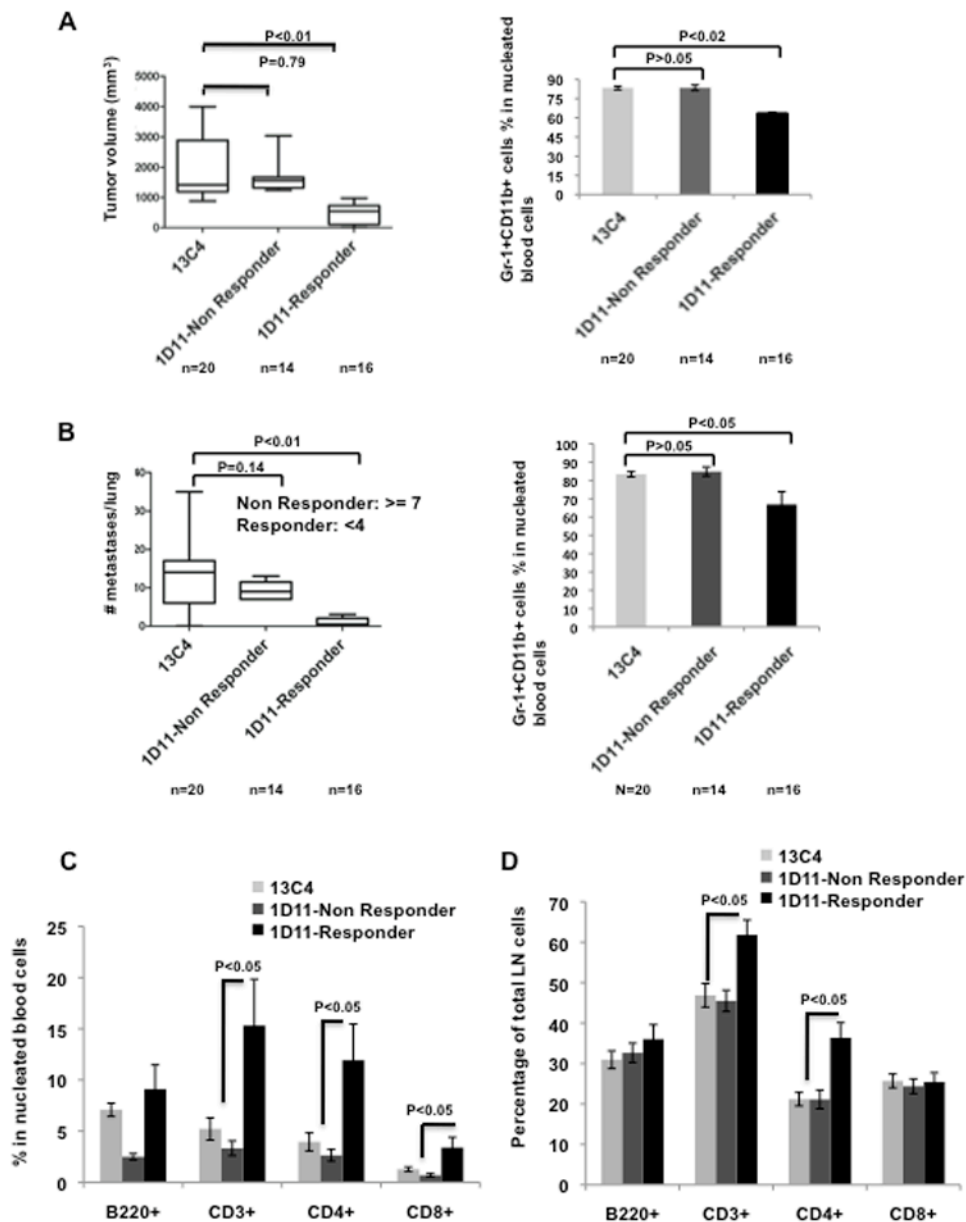 A
P<0.01
P=0.79
Tumor volume (mm³)
5000
4000
3000
2000
1000
0
13C4
1D11-Non Responder
1D11-Responder
n=20
n=14
n=16
P<0.02
P>0.05
Gr-1+CD11b+ cells % in nucleated
blood cells
90
75
60
45
30
15
0
13C4
1D11-Non Responder
1D11-Responder
n=20
n=14
n=16
B
P<0.01
P=0.14
Non Responder: >= 7
Responder: <4
# metastases/lung
20
10
0
13C4
1D11-Non Responder
1D11-Responder
n=20
n=14
n=16
P<0.05
P>0.05
Gr-1+CD11b+ cells % in nucleated
blood cells
100
90
80
70
60
50
40
30
20
10
0
13C4
1D11-Non Responder
1D11-Responder
N=20
n=14
n=16
C
13C4
1D11-Non Responder
1D11-Responder
% in nucleated blood cells
25
20
15
10
5
0
P<0.05
P<0.05
P<0.05
B220+
CD3+
CD4+
CD8+
D
13C4
1D11-Non Responder
1D11-Responder
Percentage of total LN cells
70
60
50
40
30
20
10
0
P<0.05
P<0.05
B220+
CD3+
CD4+
CD8+